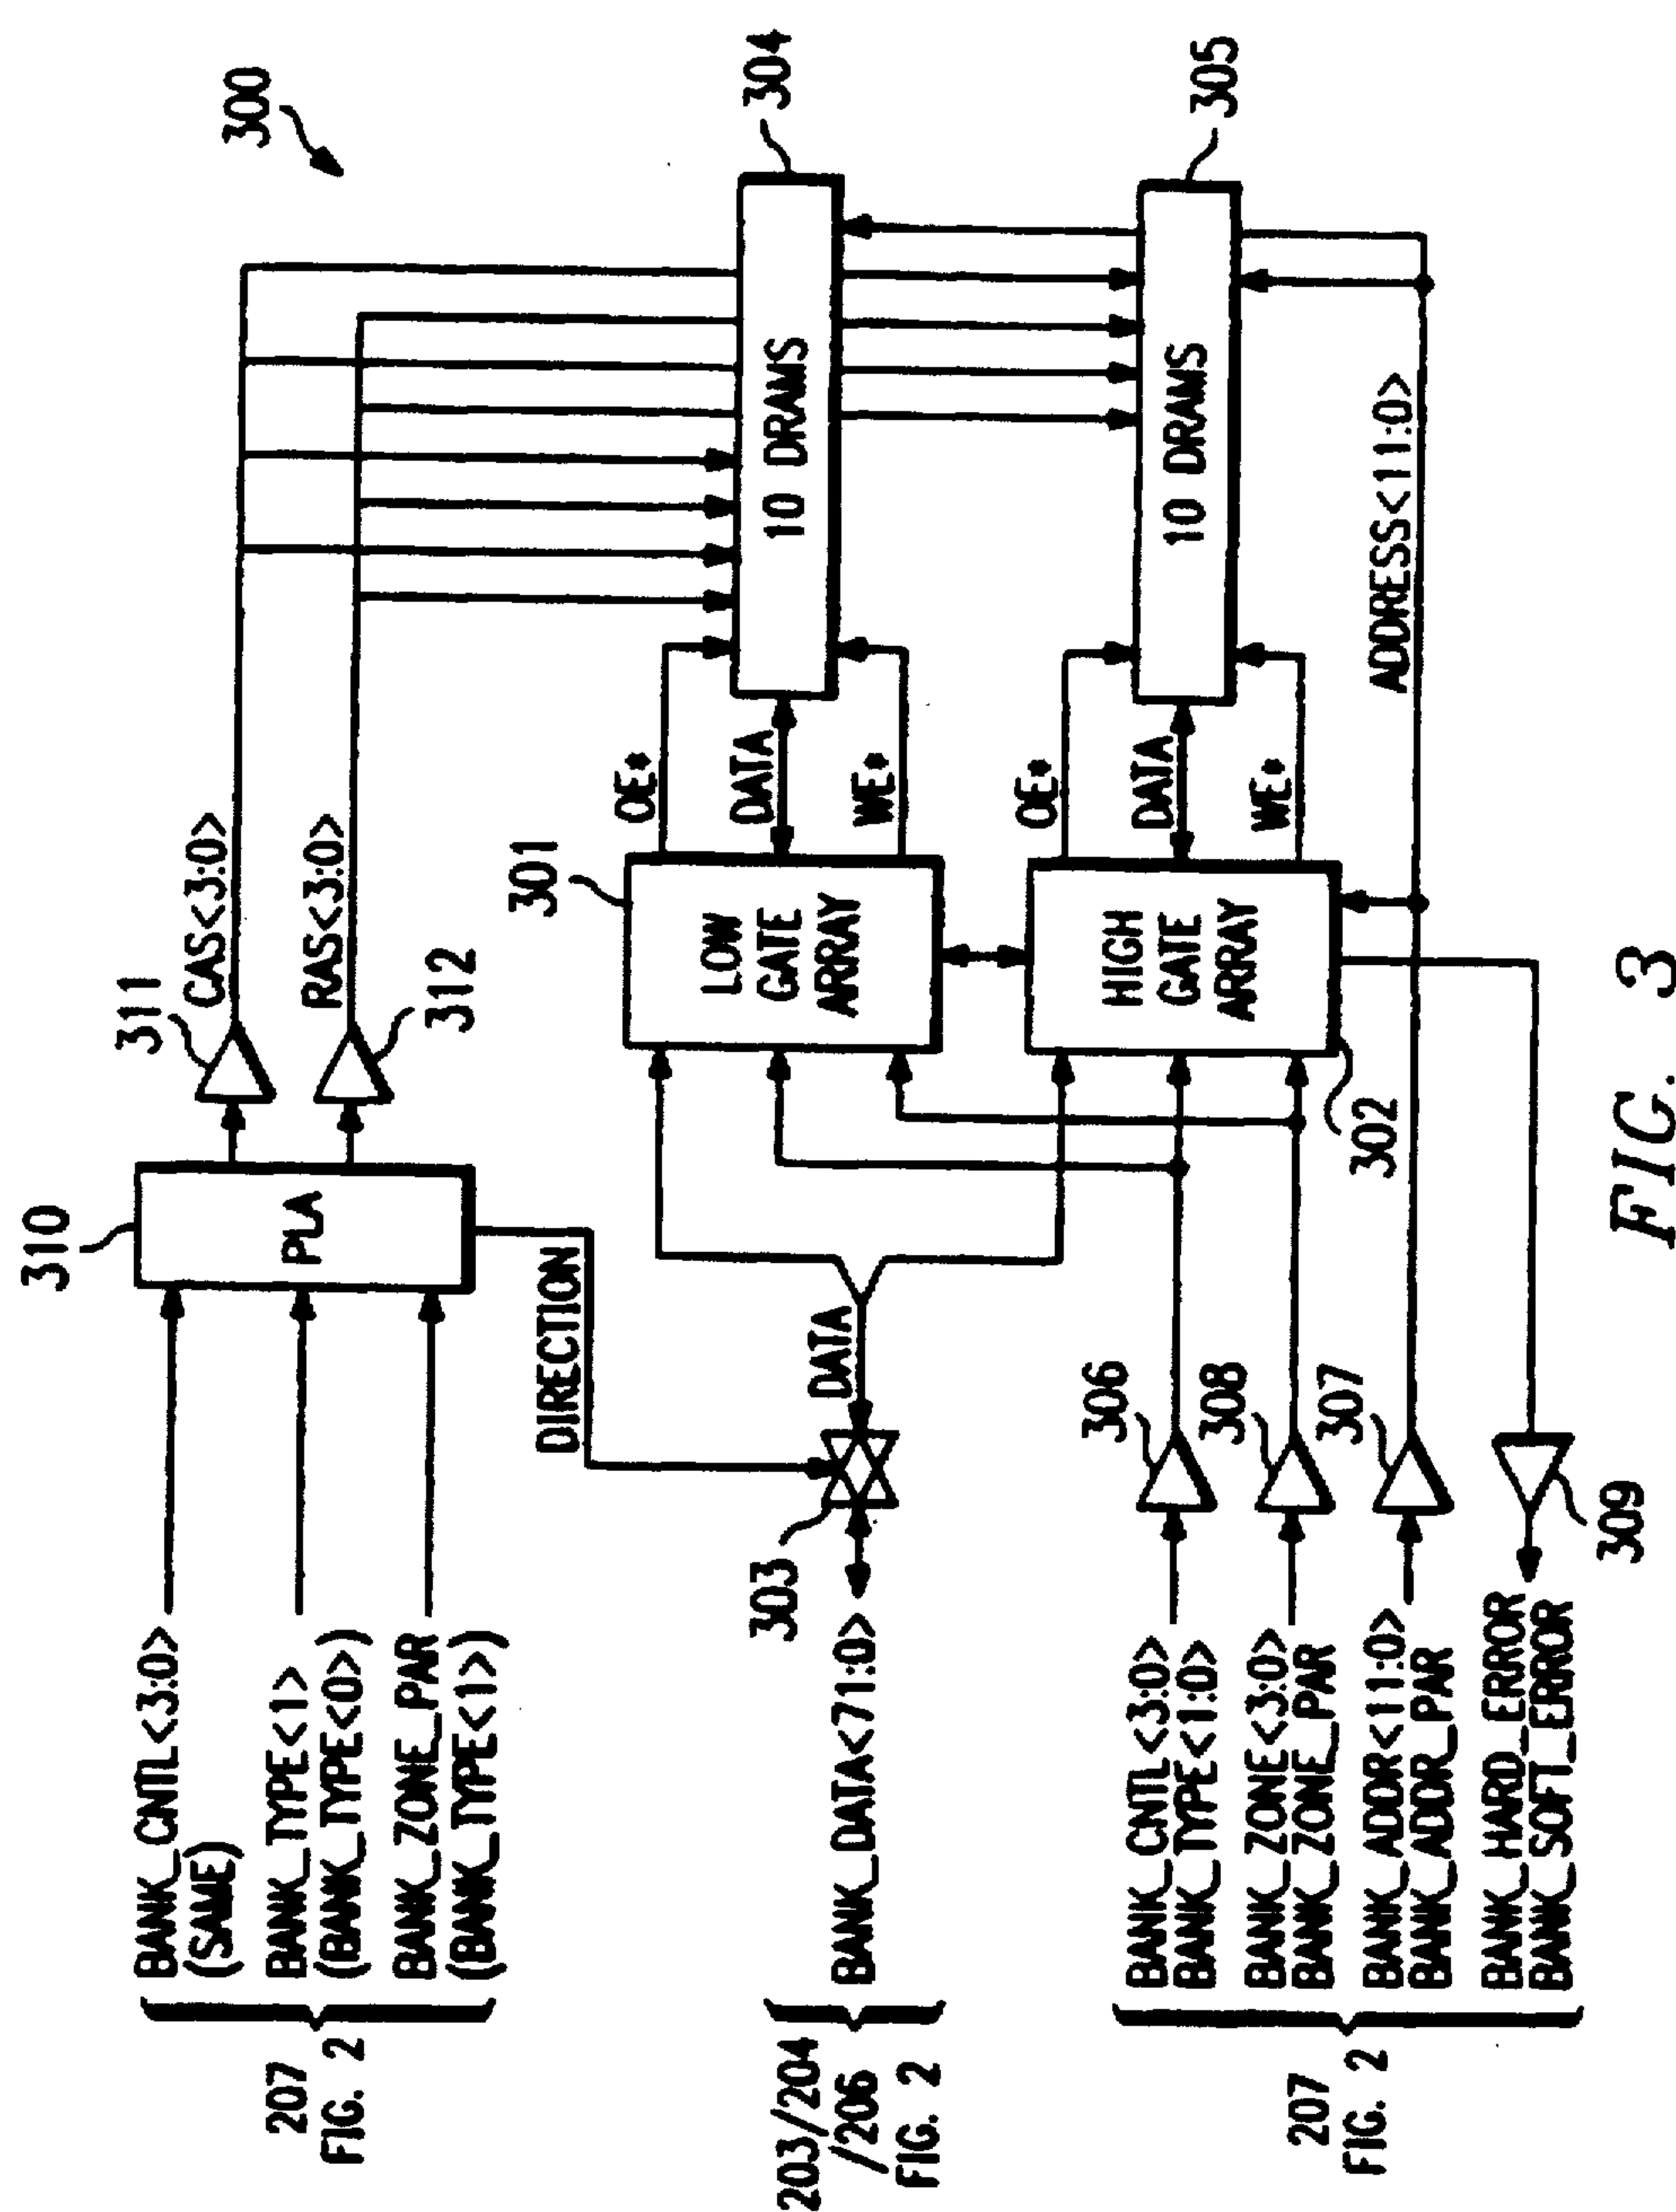 300
310
PLA
311
CAS<3:0>
RAS<3:0>
312
BANK_CNTL<3:0>
(SAME)
BANK_TYPE<1>
(BANK_TYPE<0>)
BANK_ZONE_PAR
(BANK_TYPE<1>)
207
FIG. 2
DIRECTION
303
DATA
BANK_DATA<71:0>
203/204
/206
FIG. 2
301
LOW
GATE
ARRAY
OE*
DATA
WE*
10 DRAMS
304
HIGH
GATE
ARRAY
302
OE*
DATA
WE*
10 DRAMS
305
ADDRESS<11:0>
306
308
307
309
BANK_CNTL<3:0>
BANK_TYPE<1:0>
BANK_ZONE<3:0>
BANK_ZONE_PAR
BANK_ADDR<11:0>
BANK_ADDR_PAR
BANK_HARD_ERROR
BANK_SOFT_ERROR
207
FIG. 2
FIG. 3